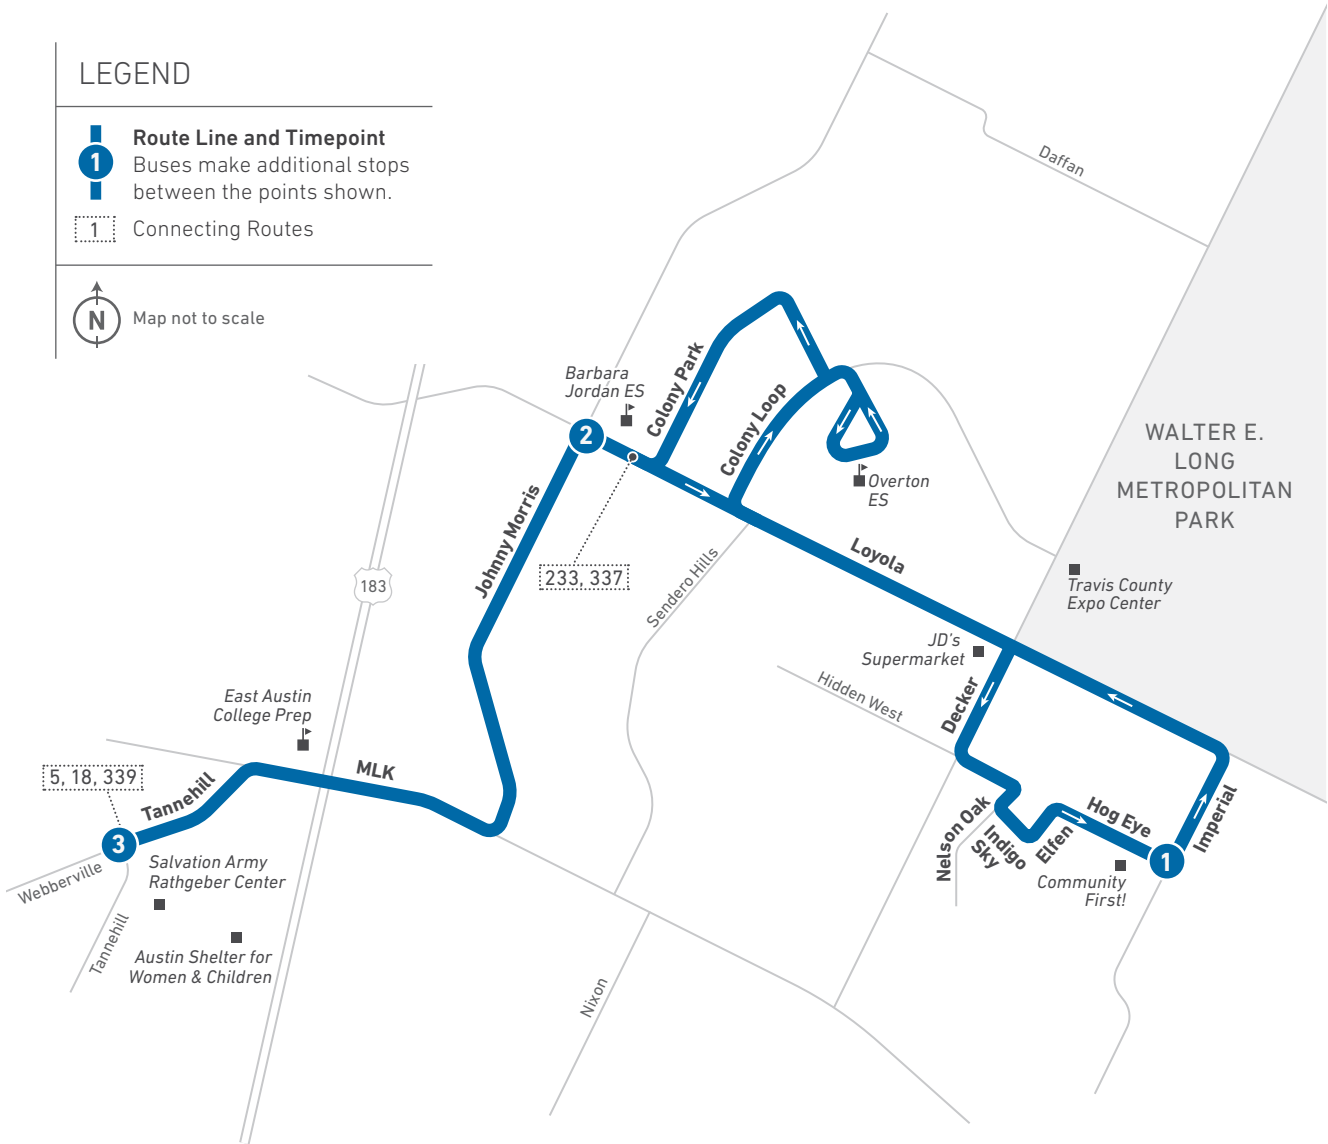 LEGEND
1
Route Line and Timepoint
Buses make additional stops
between the points shown.
1
Connecting Routes
N
Map not to scale
Daffan
Barbara
Jordan ES
Colony Park
Colony Loop
2
Overton
ES
WALTER E.
LONG
METROPOLITAN
PARK
Johnny Morris
233, 337
Loyola
183
Sendero Hills
Travis County
Expo Center
JD's
Supermarket
Hidden West
Decker
East Austin
College Prep
MLK
5, 18, 339
Tannehill
3
Nelson Oak
Indigo
Sky
Elfen
Hog Eye
Imperial
1
Community
First!
Webberville
Salvation Army
Rathgeber Center
Tannehill
Austin Shelter for
Women & Children
Nixon